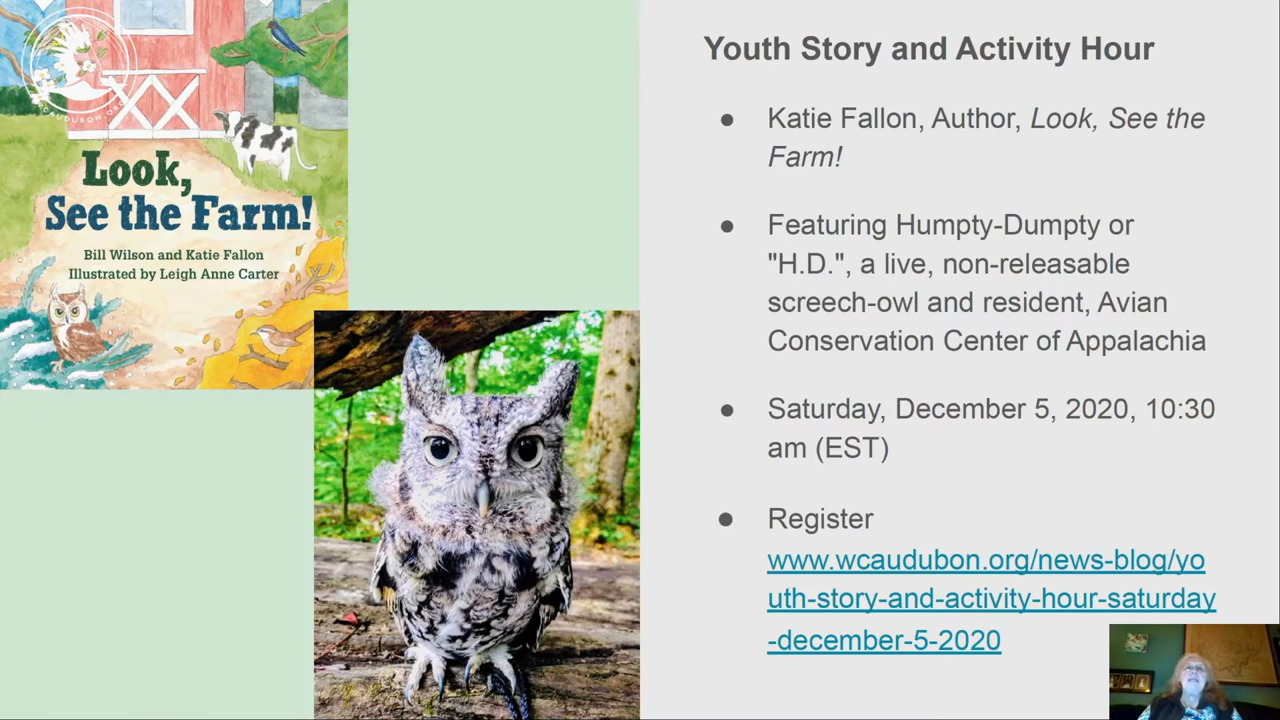 WCAUDUBON.ORG
Look,
See the Farm!
Bill Wilson and Katie Fallon
Illustrated by Leigh Anne Carter
Youth Story and Activity Hour
● Katie Fallon, Author, Look, See the
Farm!
● Featuring Humpty-Dumpty or
"H.D.", a live, non-releasable
screech-owl and resident, Avian
Conservation Center of Appalachia
● Saturday, December 5, 2020, 10:30
am (EST)
● Register
www.wcaudubon.org/news-blog/yo
uth-story-and-activity-hour-saturday
-december-5-2020